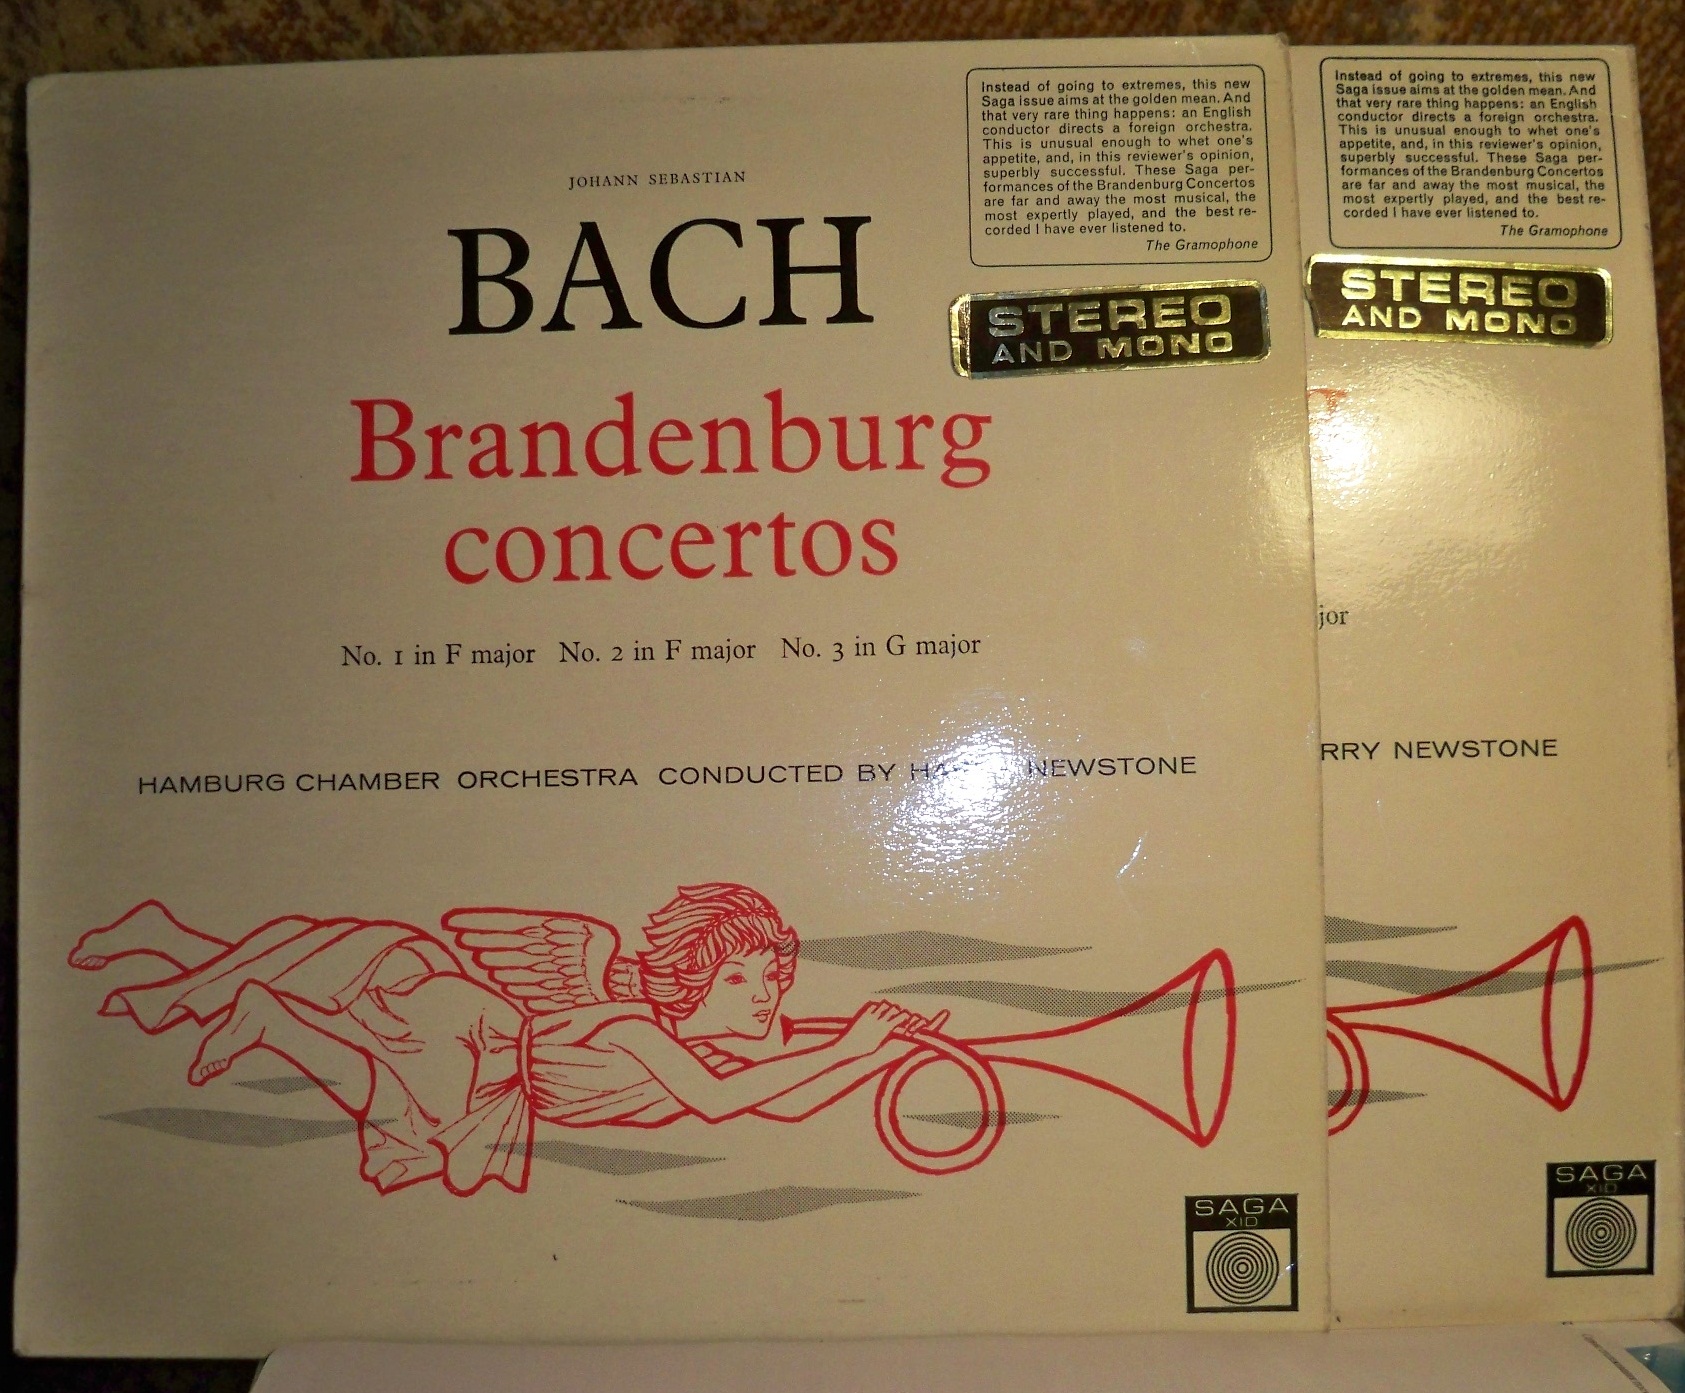 JOHANN SEBASTIAN
BACH
Brandenburg
concertos
No. 1 in F major No. 2 in F major No. 3 in G major
HAMBURG CHAMBER ORCHESTRA CONDUCTED BY NEWSTONE
Instead of going to extremes, this new
Saga issue aims at the golden mean. And
that very rare thing happens: an English
conductor directs a foreign orchestra.
This is unusual enough to whet one's
appetite, and, in this reviewer's opinion,
superbly successful. These Saga per-
formances of the Brandenburg Concertos
are far and away the most musical, the
most expertly played, and the best re-
corded I have ever listened to.
The Gramophone
STEREO
AND MONO
SAGA
XID
Instead of going to extremes, this new
Saga issue aims at the golden mean. And
that very rare thing happens: an English
conductor directs a foreign orchestra.
This is unusual enough to whet one's
appetite, and, in this reviewer's opinion,
superbly successful. These Saga per-
formances of the Brandenburg Concertos
are far and away the most musical, the
most expertly played, and the best re-
corded I have ever listened to.
The Gramophone
STEREO
AND MONO
jor
RRY NEWSTONE
SAGA
XID